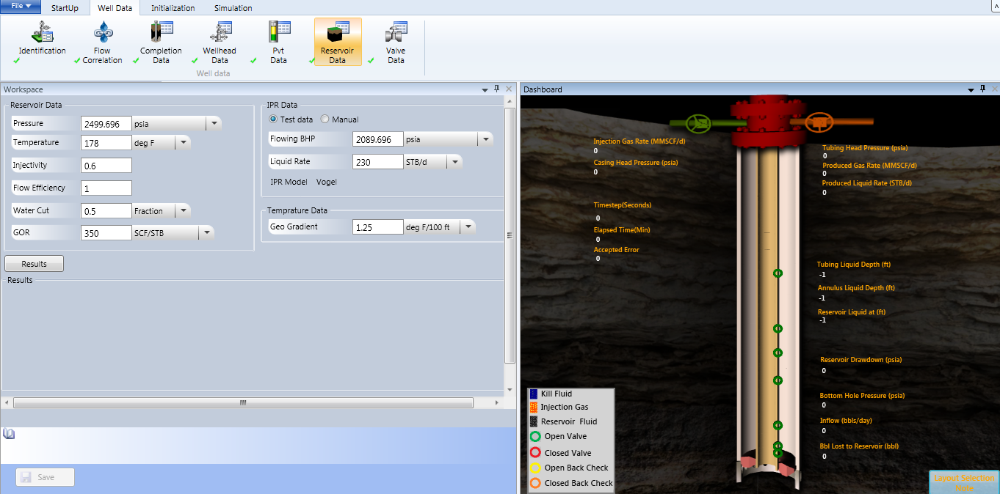 File
StartUp
Well Data
Initialization
Simulation
Identification
Flow
Correlation
Completion
Data
Wellhead
Data
Pvt
Data
Reservoir
Data
Valve
Data
Well data
Workspace
Reservoir Data
Pressure 2499.696 psia
Temperature 178 deg F
Injectivity 0.6
Flow Efficiency 1
Water Cut 0.5 Fraction
GOR 350 SCF/STB
IPR Data
Test data Manual
Flowing BHP 2089.696 psia
Liquid Rate 230 STB/d
IPR Model Vogel
Temprature Data
Geo Gradient 1.25 deg F/100 ft
Results
Results
Save
Dashboard
Injection Gas Rate (MMSCF/d)
0
Casing Head Pressure (psia)
0
Timestep(Seconds)
0
Elapsed Time(Min)
0
Accepted Error
0
Tubing Head Pressure (psia)
0
Produced Gas Rate (MMSCF/d)
0
Produced Liquid Rate (STB/d)
0
Tubing Liquid Depth (ft)
-1
Annulus Liquid Depth (ft)
-1
Reservoir Liquid at (ft)
-1
Reservoir Drawdown (psia)
0
Bottom Hole Pressure (psia)
0
Inflow (bbls/day)
0
Bbl Lost to Reservoir (bbl)
0
Kill Fluid
Injection Gas
Reservoir Fluid
Open Valve
Closed Valve
Open Back Check
Closed Back Check
Layout Selection